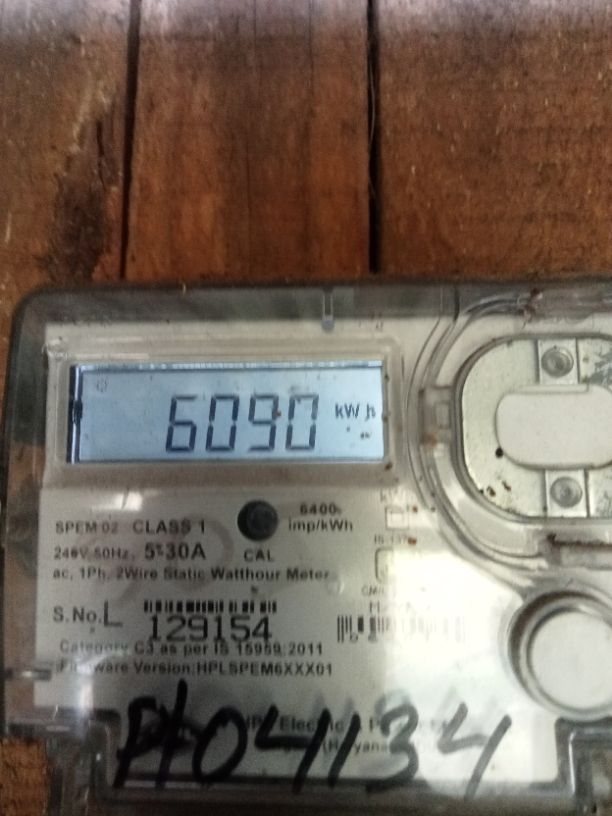 6090 kWh
6400 imp/kWh
SPEM 02 CLASS 1
240V, 50Hz, 5-30A CAL
ac, 1Ph, 2Wire Static Watthour Meter
S.No. L 129154
Category C3 as per IS 15959:2011
Firmware Version:HPLSPEM6XXX01
Electric